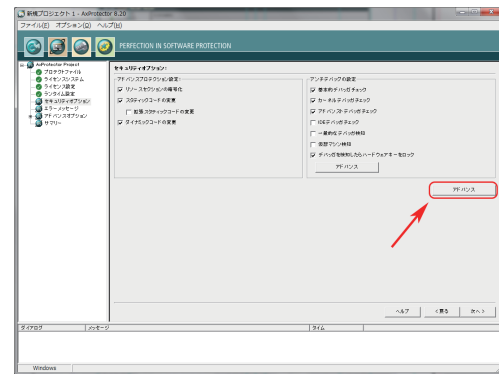 新規プロジェクト 1 - AxProtector 8.20
ファイル(F) オプション(O) ヘルプ(H)
PERFECTION IN SOFTWARE PROTECTION
AxProtector Project
プロテクトファイル
ライセンスシステム
ライセンス設定
ランタイム設定
セキュリティオプション
エラーメッセージ
アドバンスオプション
サマリー
セキュリティオプション:
アドバンスプロテクション設定:
リソースセクションの暗号化
スタティックコードの変更
拡張スタティックコードの変更
ダイナミックコードの変更
アンチデバッグの設定
基本的デバッガチェック
カーネルデバッガチェック
アドバンストデバッガチェック
IDEデバッガチェック
一般的なデバッガ検知
仮想マシン検知
デバッガを検知したらハードウェアキーをロック
アドバンス
アドバンス
ヘルプ
<戻る
次へ>
ダイアログ
メッセージ
タイム
Windows